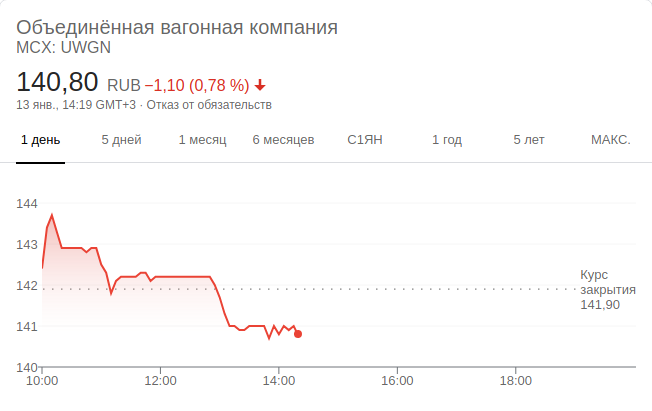 Объединённая вагонная компания
MCX: UWGN
140,80 RUB −1,10 (0,78 %)
13 янв., 14:19 GMT+3 · Отказ от обязательств
1 день 5 дней 1 месяц 6 месяцев С1ЯН 1 год 5 лет МАКС.
144
143
142
141
140
Курс
закрытия
141,90
10:00 12:00 14:00 16:00 18:00